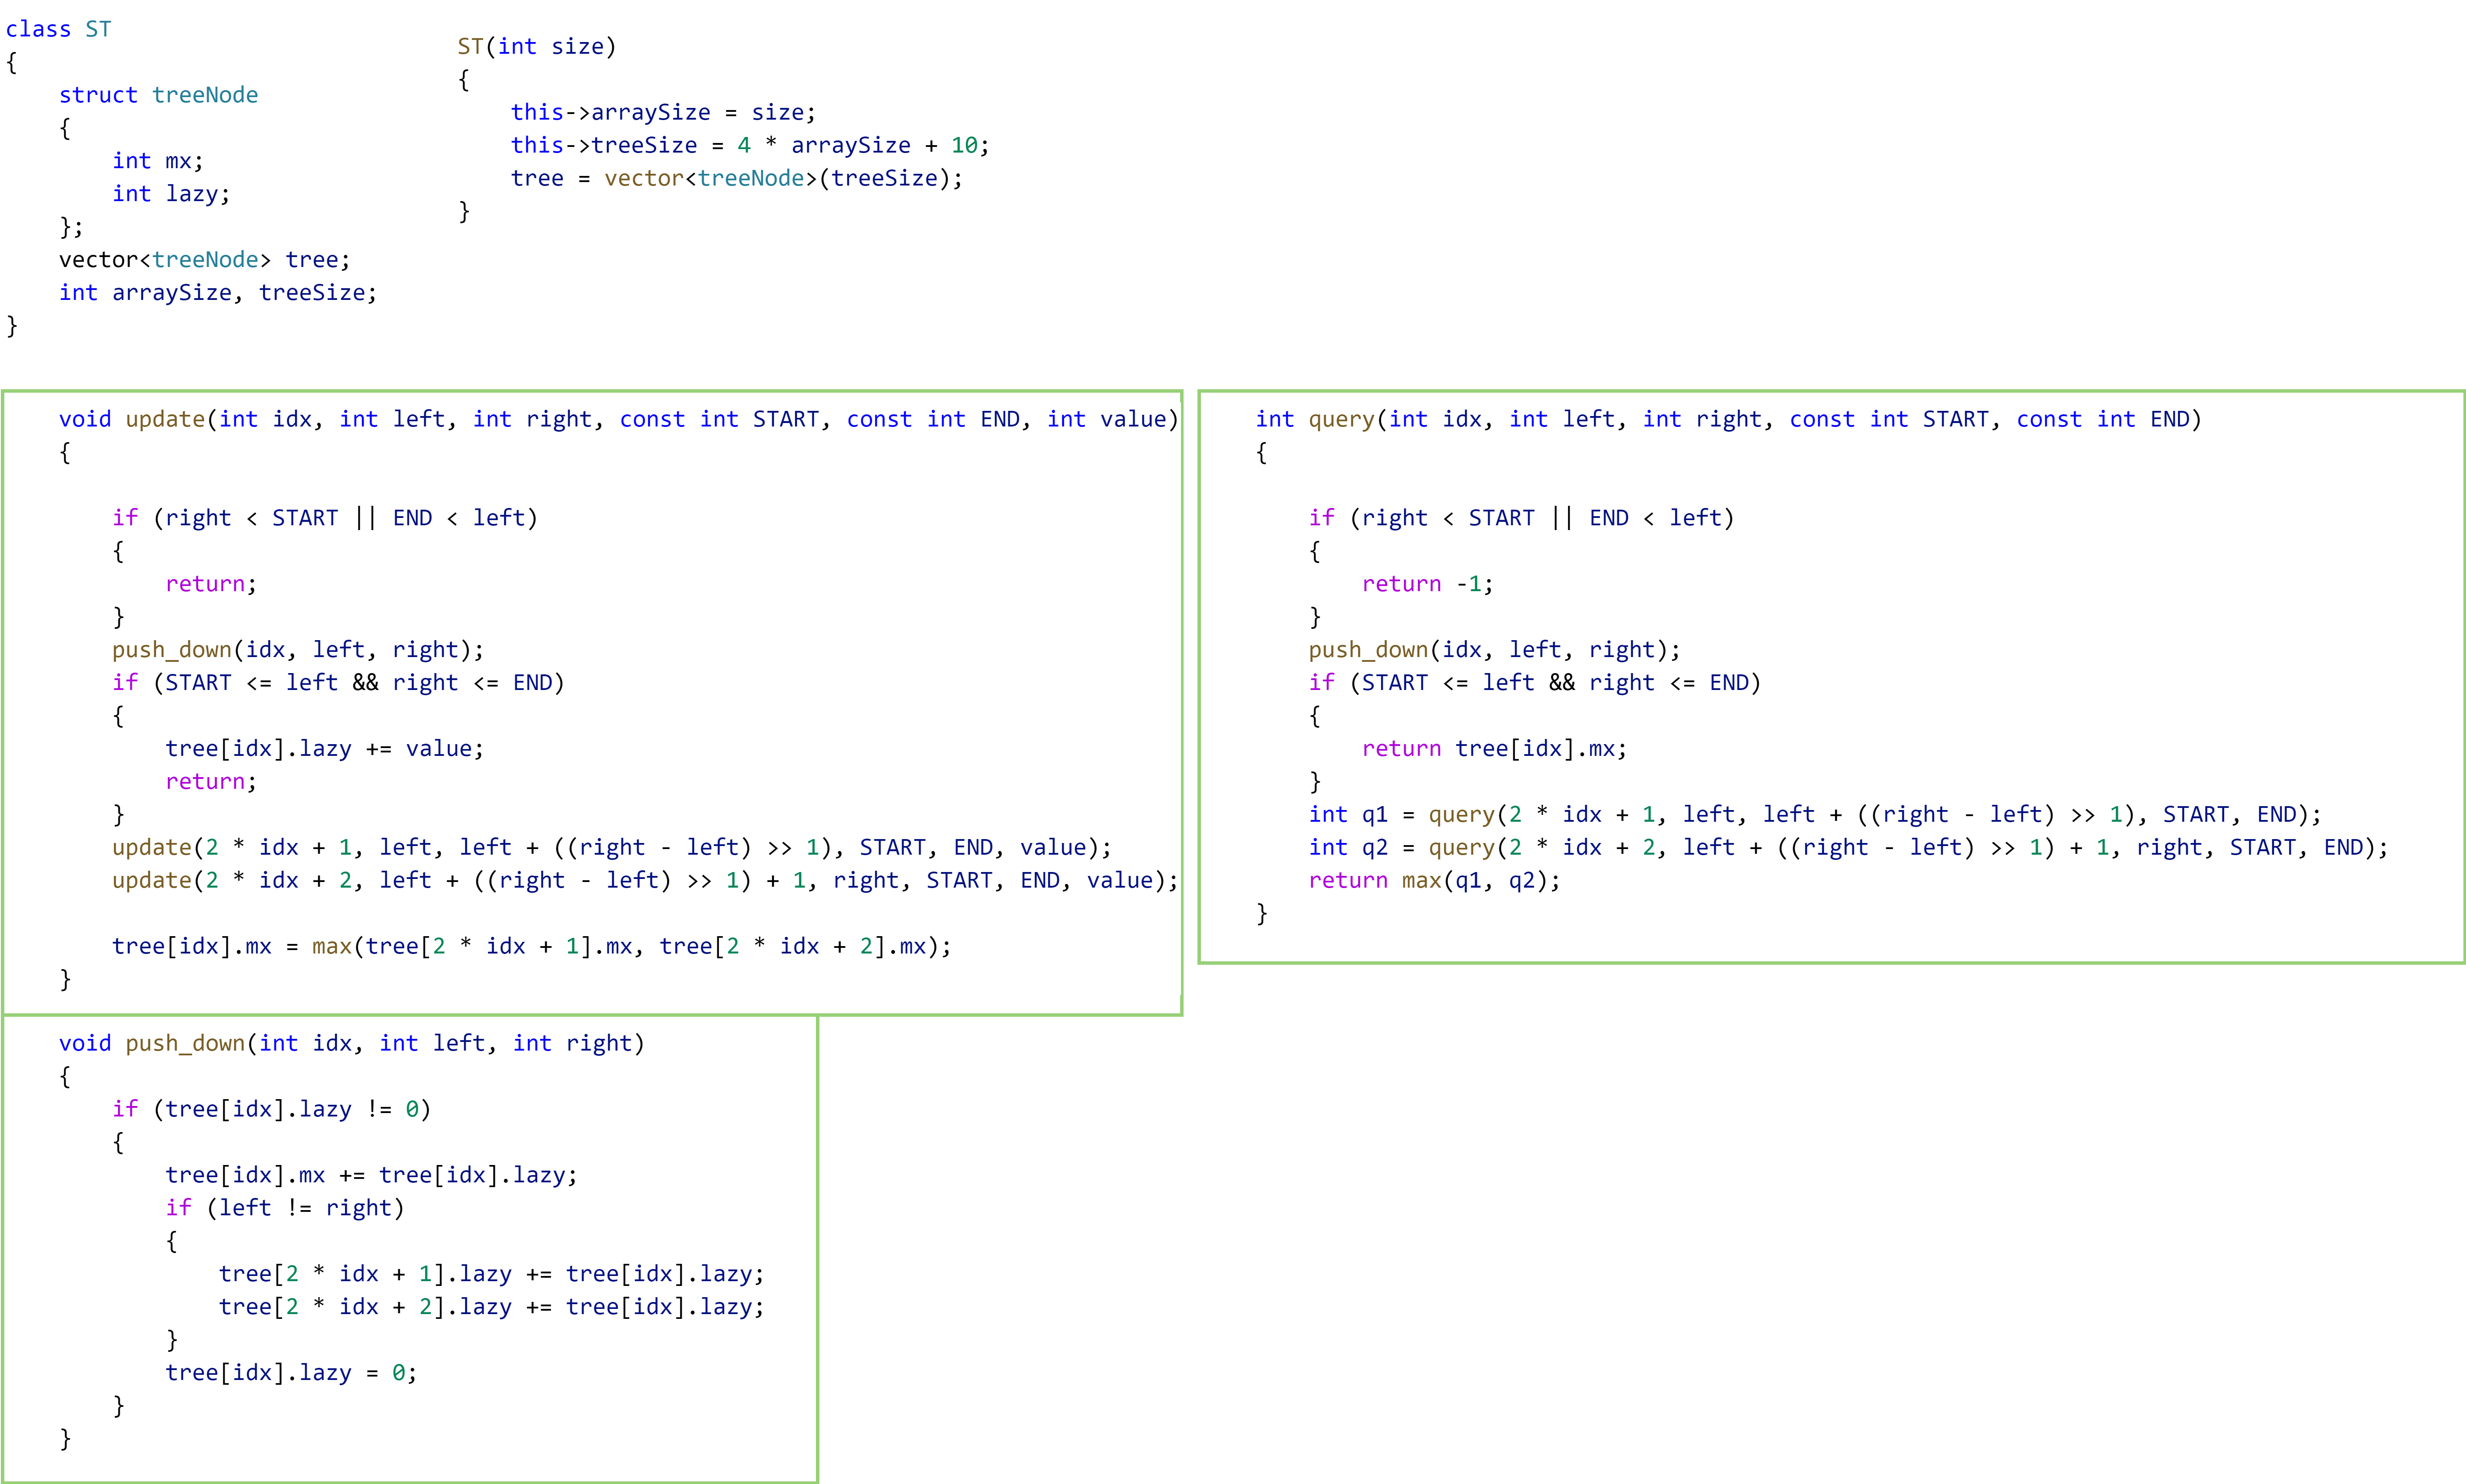 class ST
{
    struct treeNode
    {
        int mx;
        int lazy;
    };
    vector<treeNode> tree;
    int arraySize, treeSize;
}
ST(int size)
{
    this->arraySize = size;
    this->treeSize = 4 * arraySize + 10;
    tree = vector<treeNode>(treeSize);
}
void update(int idx, int left, int right, const int START, const int END, int value)
{
    if (right < START || END < left)
    {
        return;
    }
    push_down(idx, left, right);
    if (START <= left && right <= END)
    {
        tree[idx].lazy += value;
        return;
    }
    update(2 * idx + 1, left, left + ((right - left) >> 1), START, END, value);
    update(2 * idx + 2, left + ((right - left) >> 1) + 1, right, START, END, value);
    tree[idx].mx = max(tree[2 * idx + 1].mx, tree[2 * idx + 2].mx);
}
int query(int idx, int left, int right, const int START, const int END)
{
    if (right < START || END < left)
    {
        return -1;
    }
    push_down(idx, left, right);
    if (START <= left && right <= END)
    {
        return tree[idx].mx;
    }
    int q1 = query(2 * idx + 1, left, left + ((right - left) >> 1), START, END);
    int q2 = query(2 * idx + 2, left + ((right - left) >> 1) + 1, right, START, END);
    return max(q1, q2);
}
void push_down(int idx, int left, int right)
{
    if (tree[idx].lazy != 0)
    {
        tree[idx].mx += tree[idx].lazy;
        if (left != right)
        {
            tree[2 * idx + 1].lazy += tree[idx].lazy;
            tree[2 * idx + 2].lazy += tree[idx].lazy;
        }
        tree[idx].lazy = 0;
    }
}